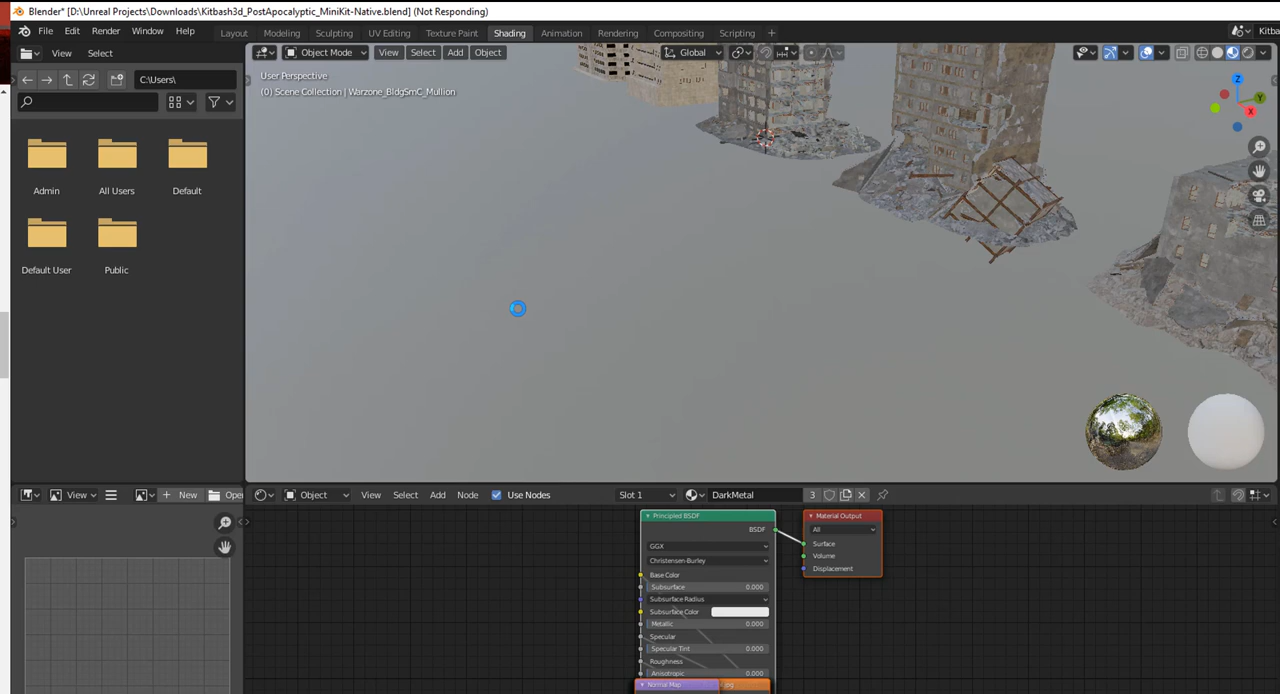 Blender* [D:\Unreal Projects\Downloads\Kitbash3d_PostApocalyptic_MiniKit-Native.blend] (Not Responding)
File Edit Render Window Help Layout Modeling Sculpting UV Editing Texture Paint Shading Animation Rendering Compositing Scripting + Kitba
View Select Object Mode View Select Add Object Global
C:\Users\
User Perspective
(0) Scene Collection | Warzone_BldgSmC_Mullion
Z
Y
X
Admin All Users Default
Default User Public
View + New Open Object View Select Add Node Use Nodes Slot 1 DarkMetal 3
Principled BSDF Material Output
BSDF All
GGX Surface
Christensen-Burley Volume
Base Color Displacement
Subsurface 0.000
Subsurface Radius
Subsurface Color
Metallic 0.000
Specular
Specular Tint 0.000
Roughness
Anisotropic 0.000
Normal Map .jpg